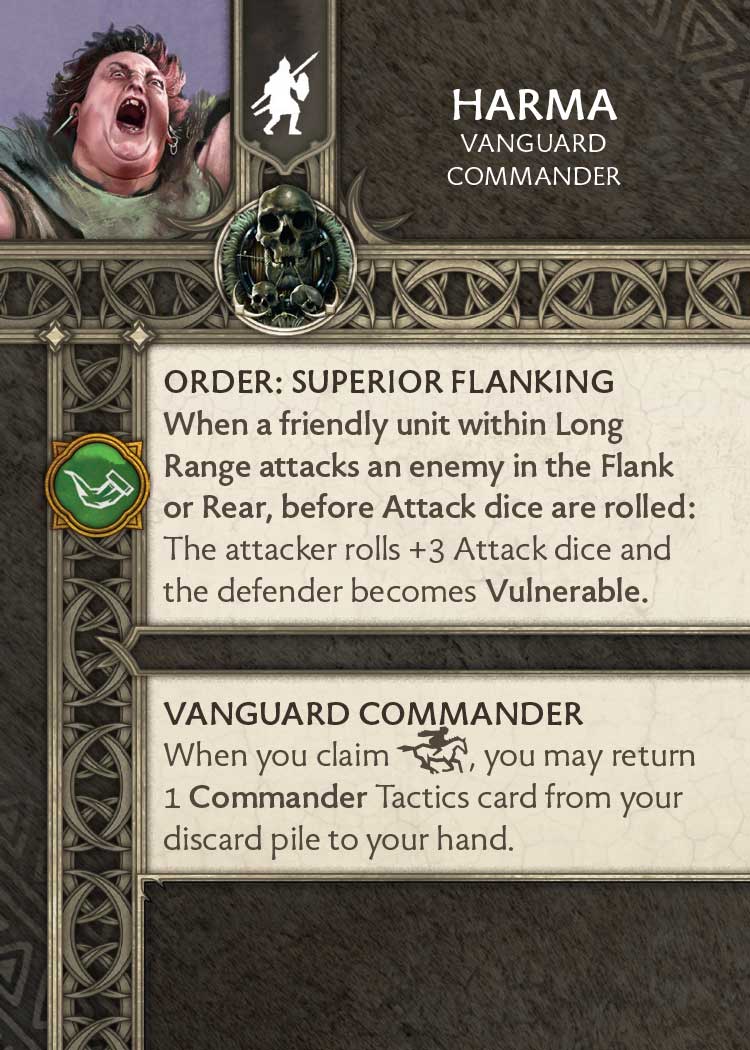 HARMA
VANGUARD
COMMANDER
ORDER: SUPERIOR FLANKING
When a friendly unit within Long
Range attacks an enemy in the Flank
or Rear, before Attack dice are rolled:
The attacker rolls +3 Attack dice and
the defender becomes Vulnerable.
VANGUARD COMMANDER
When you claim , you may return
1 Commander Tactics card from your
discard pile to your hand.